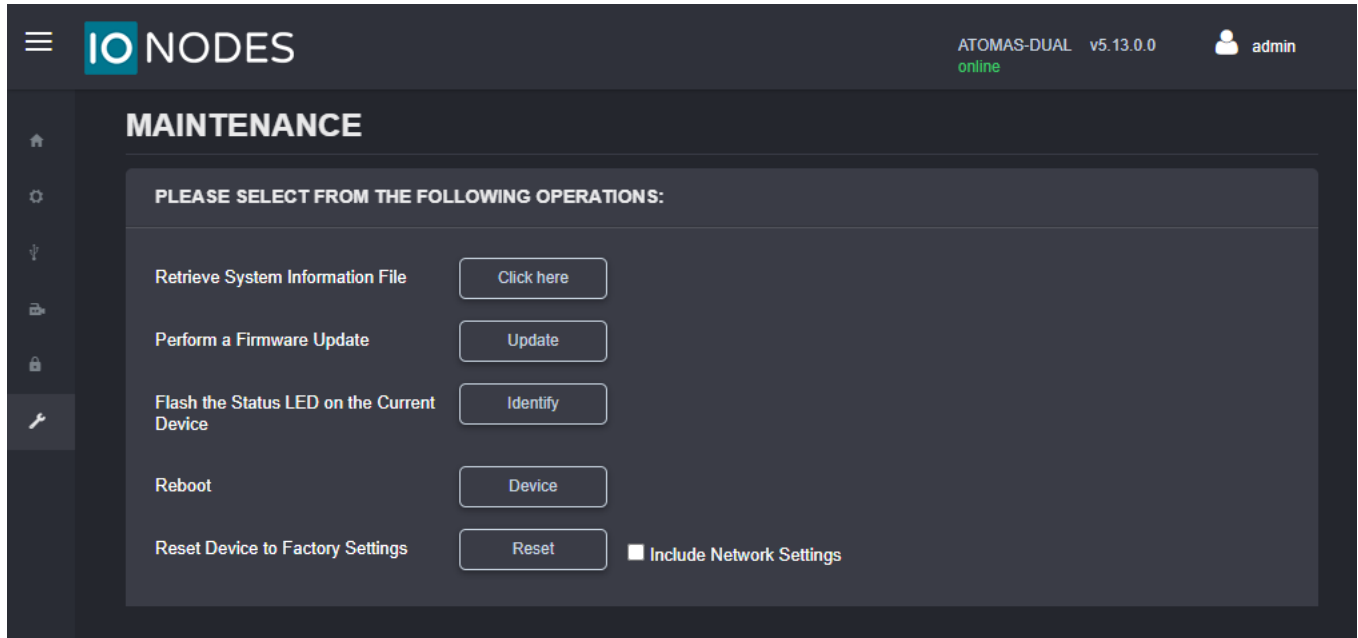 IO NODES
ATOMAS-DUAL v5.13.0.0
online
admin
MAINTENANCE
PLEASE SELECT FROM THE FOLLOWING OPERATIONS:
Retrieve System Information File Click here
Perform a Firmware Update Update
Flash the Status LED on the Current Identify
Device
Reboot Device
Reset Device to Factory Settings Reset Include Network Settings